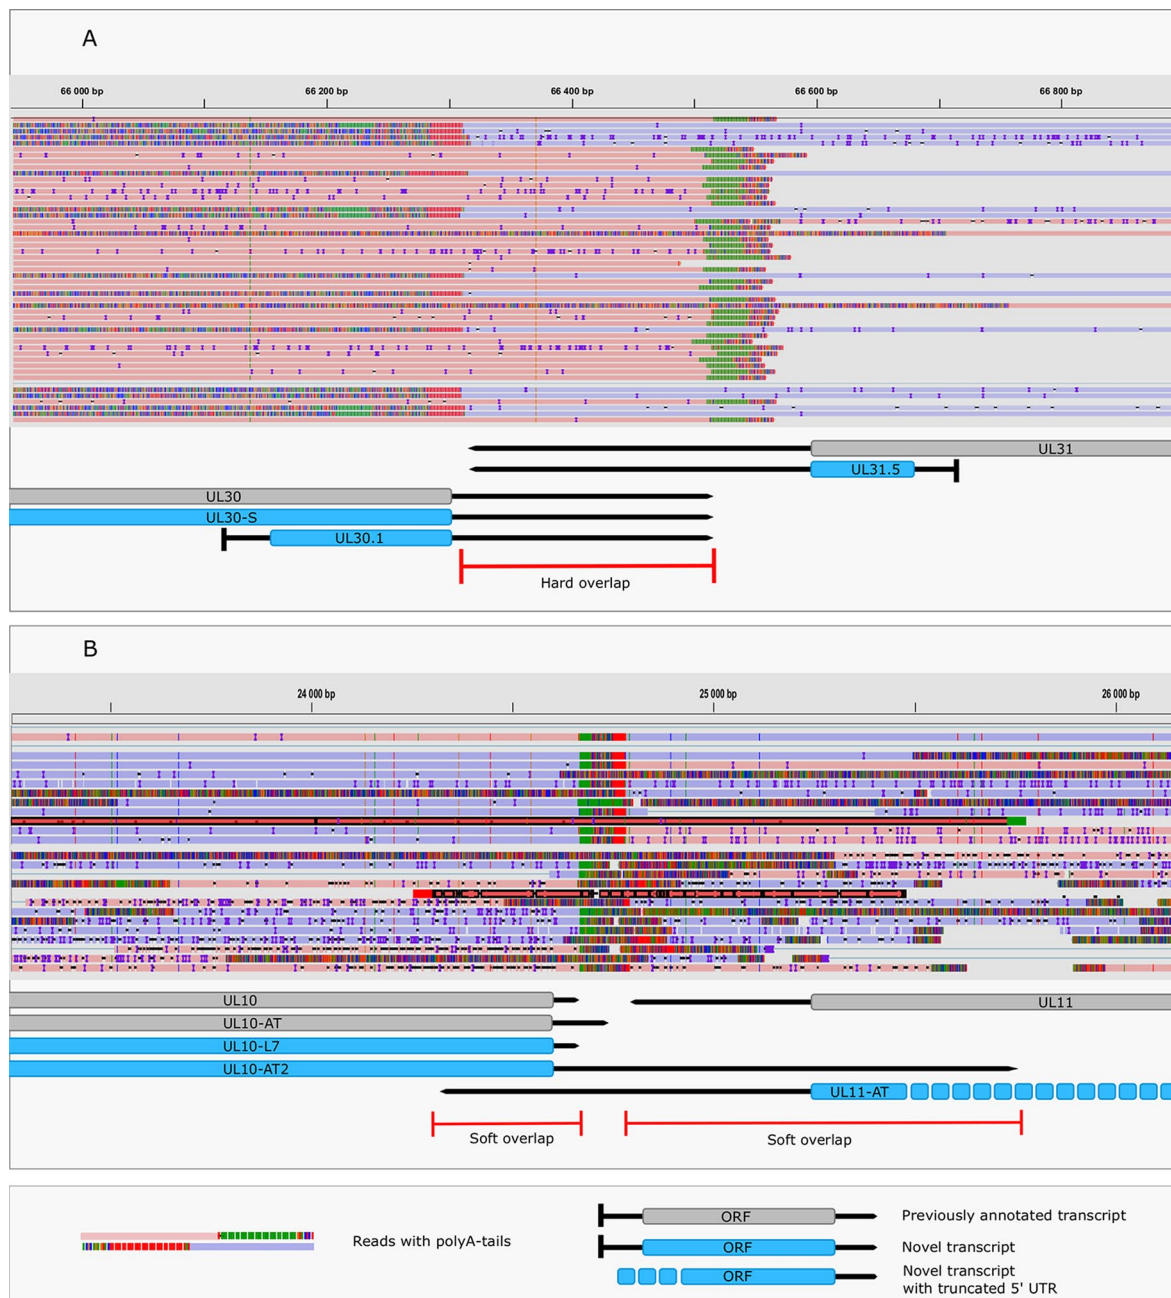 A
66 000 bp 66 200 bp 66 400 bp 66 600 bp 66 800 bp
UL31
UL31.5
UL30
UL30-S
UL30.1
Hard overlap
B
24 000 bp 25 000 bp 26 000 bp
UL10 UL11
UL10-AT
UL10-L7
UL10-AT2
UL11-AT
Soft overlap Soft overlap
Reads with polyA-tails
ORF Previously annotated transcript
ORF Novel transcript
ORF Novel transcript
with truncated 5' UTR